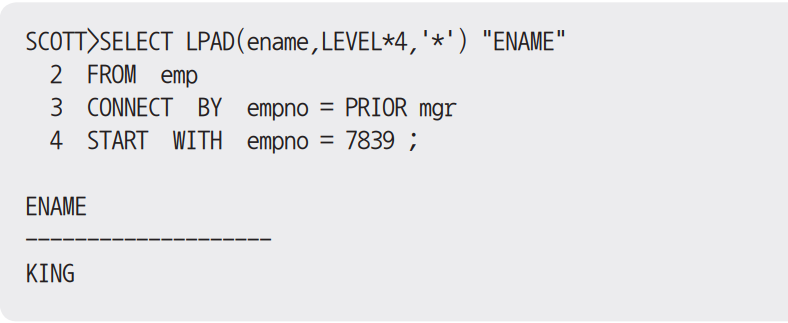 SCOTT>SELECT LPAD(ename,LEVEL*4,'*') "ENAME"
2 FROM emp
3 CONNECT BY empno = PRIOR mgr
4 START WITH empno = 7839 ;
ENAME
--------------------
KING